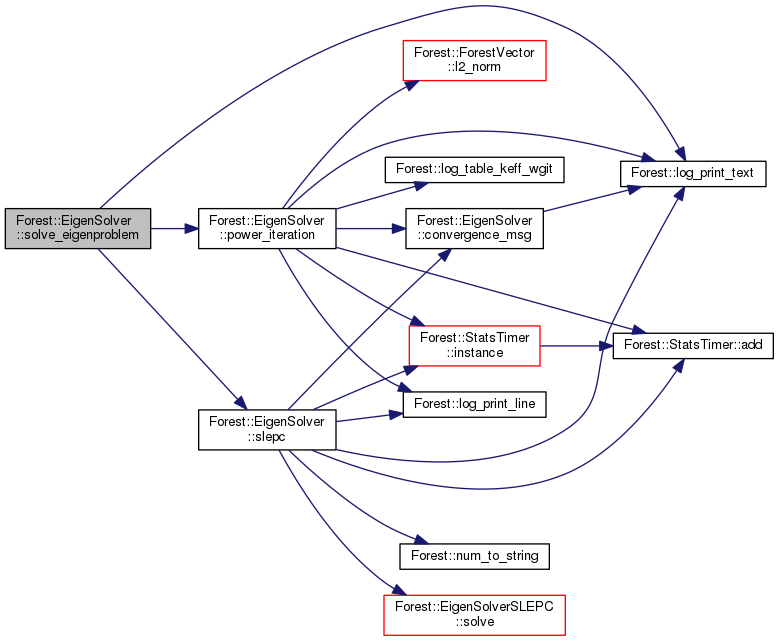 Forest::ForestVector
::l2_norm
Forest::log_table_keff_wgit
Forest::log_print_text
Forest::EigenSolver
::solve_eigenproblem
Forest::EigenSolver
::power_iteration
Forest::EigenSolver
::convergence_msg
Forest::StatsTimer
::instance
Forest::StatsTimer::add
Forest::log_print_line
Forest::EigenSolver
::slepc
Forest::num_to_string
Forest::EigenSolverSLEPC
::solve